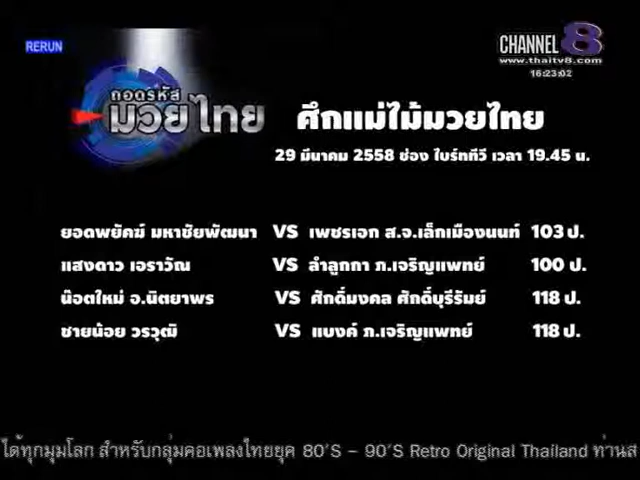 RERUN
CHANNEL 8
www.thaitv8.com
16:23:02
ถอดรหัส
มวยไทย
ศึกแม่ไม้มวยไทย
29 มีนาคม 2558 ช่อง ใบร์ททีวี เวลา 19.45 น.
ยอดพยัคฆ์ มหาชัยพัฒนา VS เพชรเอก ส.จ.เล็กเมืองนนท์ 103 ป.
แสงดาว เอราวัณ VS ลำลูกกา ภ.เจริญแพทย์ 100 ป.
น๊อตใหม่ อ.นิตยาพร VS ศักดิ์มงคล ศักดิ์บุรีรัมย์ 118 ป.
ชายน้อย วรวุฒิ VS แบงค์ ภ.เจริญแพทย์ 118 ป.
ได้ทุกมุมโลก สำหรับกลุ่มคอเพลงไทยยุค 80'S - 90'S Retro Original Thailand ท่านส